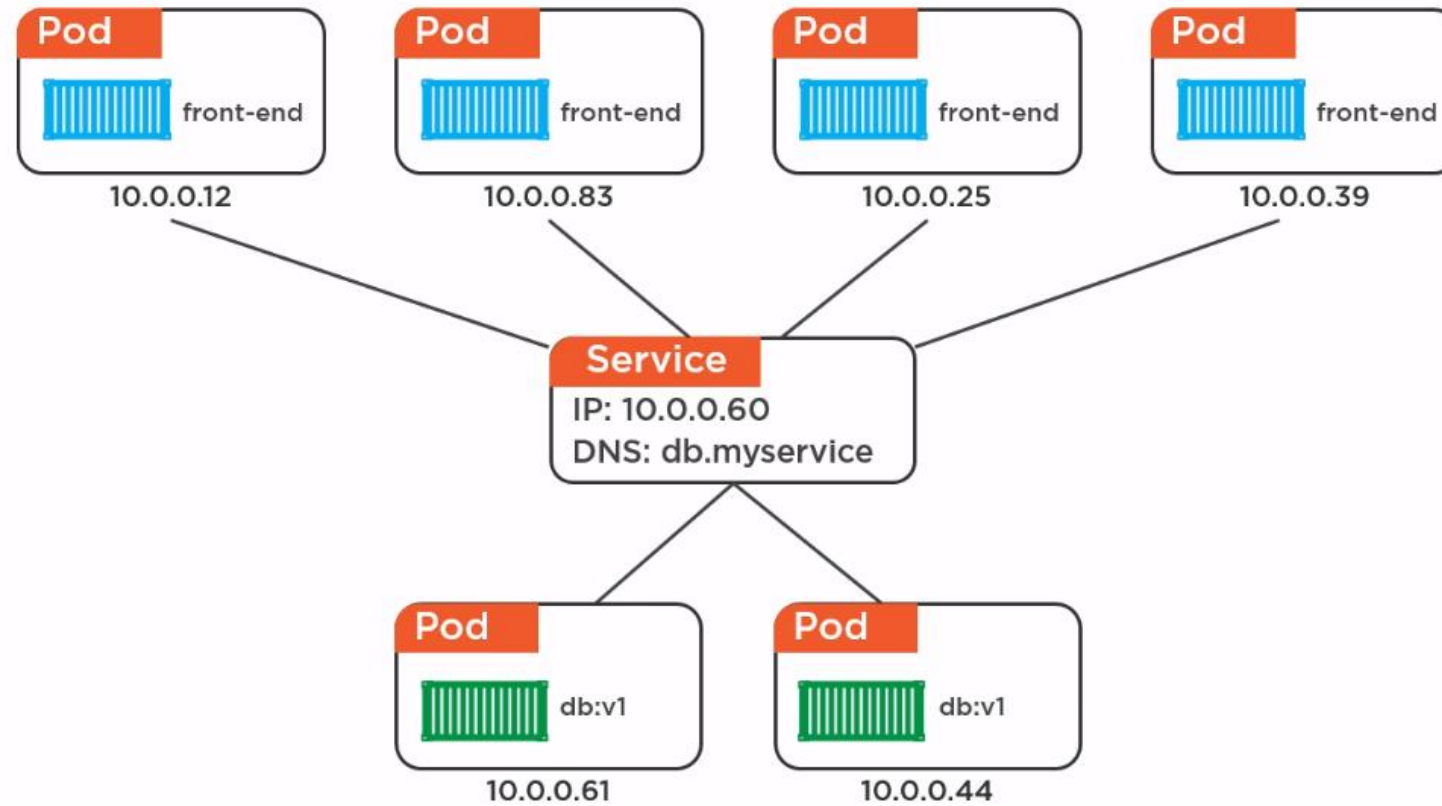 Pod
front-end
10.0.0.12
Pod
front-end
10.0.0.83
Pod
front-end
10.0.0.25
Pod
front-end
10.0.0.39
Service
IP: 10.0.0.60
DNS: db.myservice
Pod
db:v1
10.0.0.61
Pod
db:v1
10.0.0.44